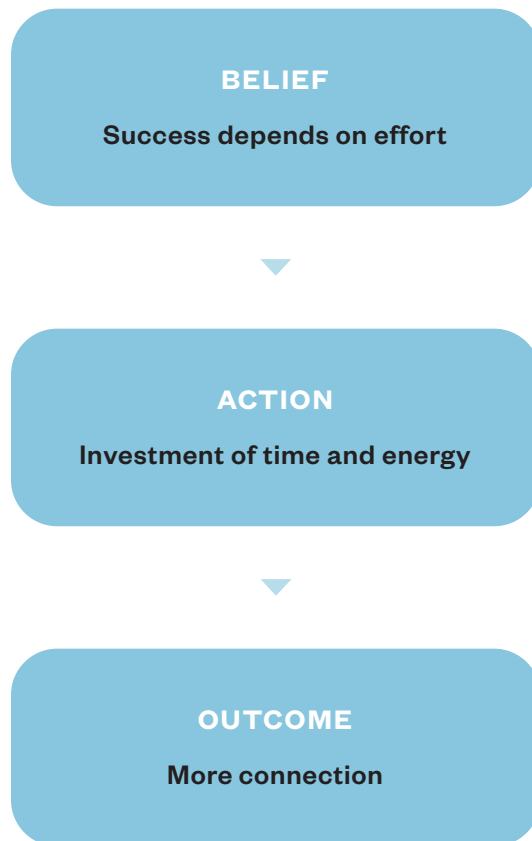 BELIEF
Success depends on effort
ACTION
Investment of time and energy
OUTCOME
More connection